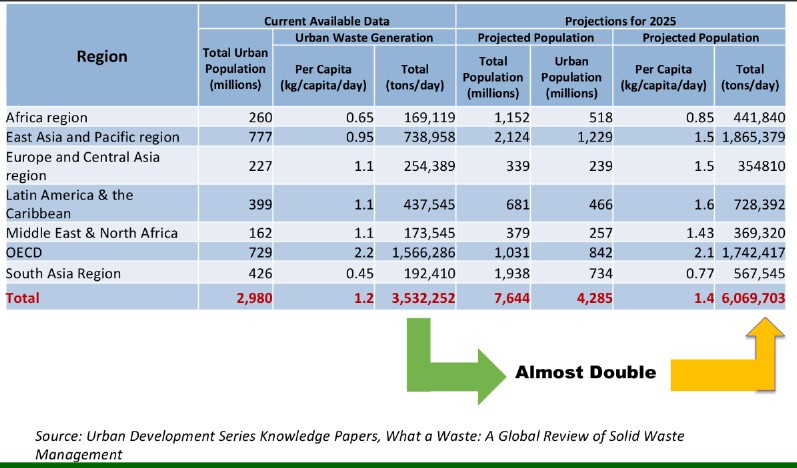 Region
Current Available Data
Projections for 2025
Total Urban Population (millions)
Urban Waste Generation
Projected Population
Projected Population
Per Capita (kg/capita/day)
Total (tons/day)
Total Population (millions)
Urban Population (millions)
Per Capita (kg/capita/day)
Total (tons/day)
Africa region 260 0.65 169,119 1,152 518 0.85 441,840
East Asia and Pacific region 777 0.95 738,958 2,124 1,229 1.5 1,865,379
Europe and Central Asia region 227 1.1 254,389 339 239 1.5 354810
Latin America & the Caribbean 399 1.1 437,545 681 466 1.6 728,392
Middle East & North Africa 162 1.1 173,545 379 257 1.43 369,320
OECD 729 2.2 1,566,286 1,031 842 2.1 1,742,417
South Asia Region 426 0.45 192,410 1,938 734 0.77 567,545
Total 2,980 1.2 3,532,252 7,644 4,285 1.4 6,069,703
Almost Double
Source: Urban Development Series Knowledge Papers, What a Waste: A Global Review of Solid Waste
Management